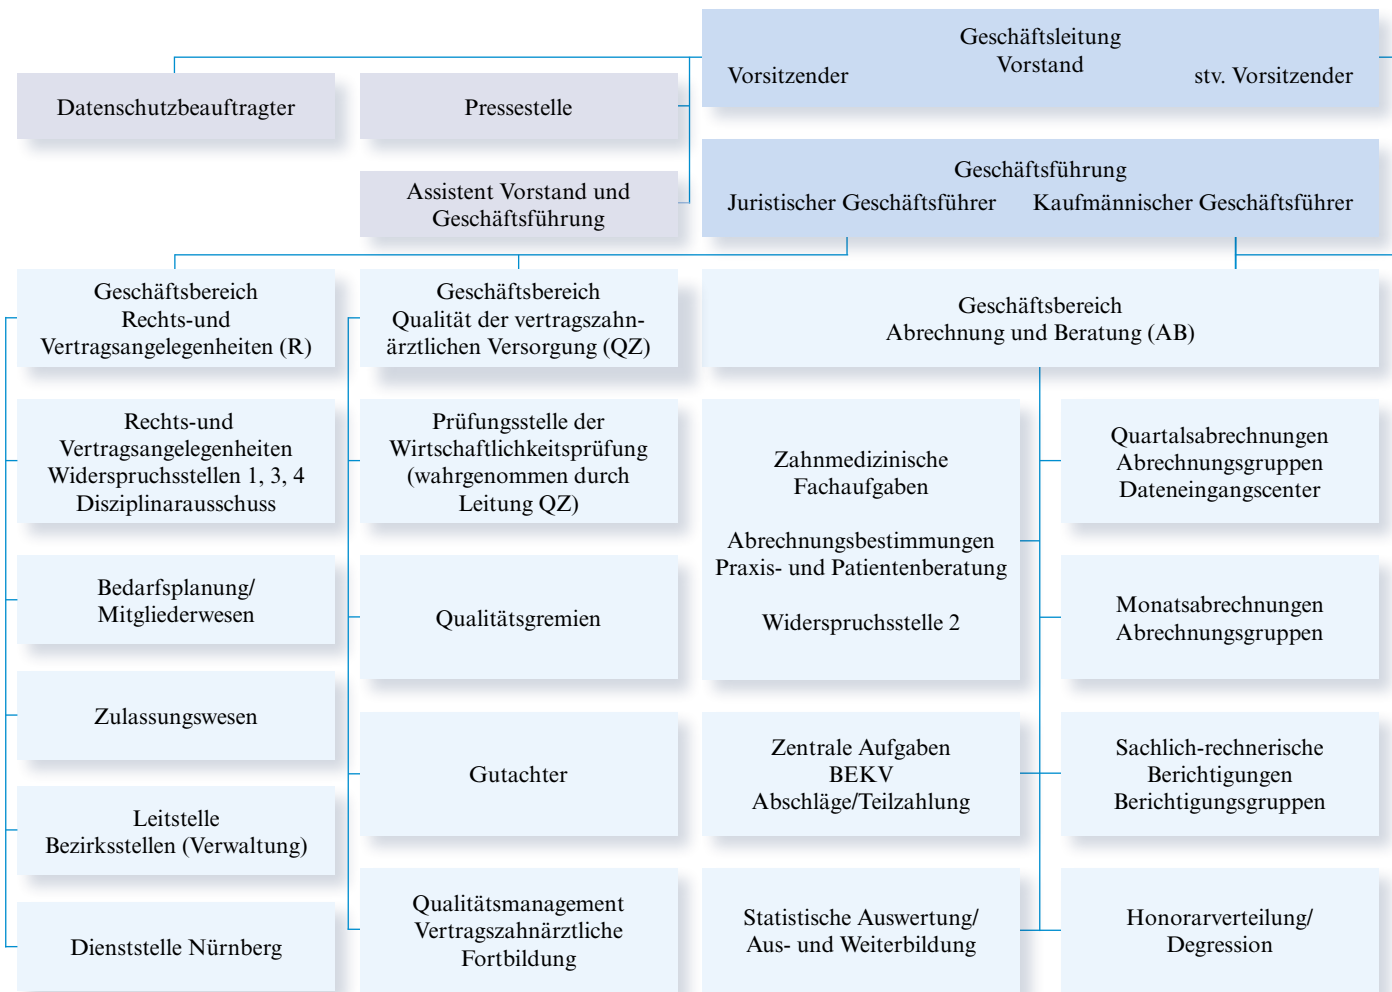 Geschäftsleitung
Vorstand
Vorsitzender
stv. Vorsitzender
Datenschutzbeauftragter
Pressestelle
Assistent Vorstand und
Geschäftsführung
Geschäftsführung
Juristischer Geschäftsführer
Kaufmännischer Geschäftsführer
Geschäftsbereich
Rechts-und
Vertragsangelegenheiten (R)
Geschäftsbereich
Qualität der vertragszahn-
ärztlichen Versorgung (QZ)
Geschäftsbereich
Abrechnung und Beratung (AB)
Rechts-und
Vertragsangelegenheiten
Widerspruchsstellen 1, 3, 4
Disziplinarausschuss
Bedarfsplanung/
Mitgliederwesen
Zulassungswesen
Leitstelle
Bezirksstellen (Verwaltung)
Dienststelle Nürnberg
Prüfungsstelle der
Wirtschaftlichkeitsprüfung
(wahrgenommen durch
Leitung QZ)
Qualitätsgremien
Gutachter
Qualitätsmanagement
Vertragszahnärztliche
Fortbildung
Zahnmedizinische
Fachaufgaben
Abrechnungsbestimmungen
Praxis- und Patientenberatung
Widerspruchsstelle 2
Zentrale Aufgaben
BEKV
Abschläge/Teilzahlung
Statistische Auswertung/
Aus- und Weiterbildung
Quartalsabrechnungen
Abrechnungsgruppen
Dateneingangscenter
Monatsabrechnungen
Abrechnungsgruppen
Sachlich-rechnerische
Berichtigungen
Berichtigungsgruppen
Honorarverteilung/
Degression